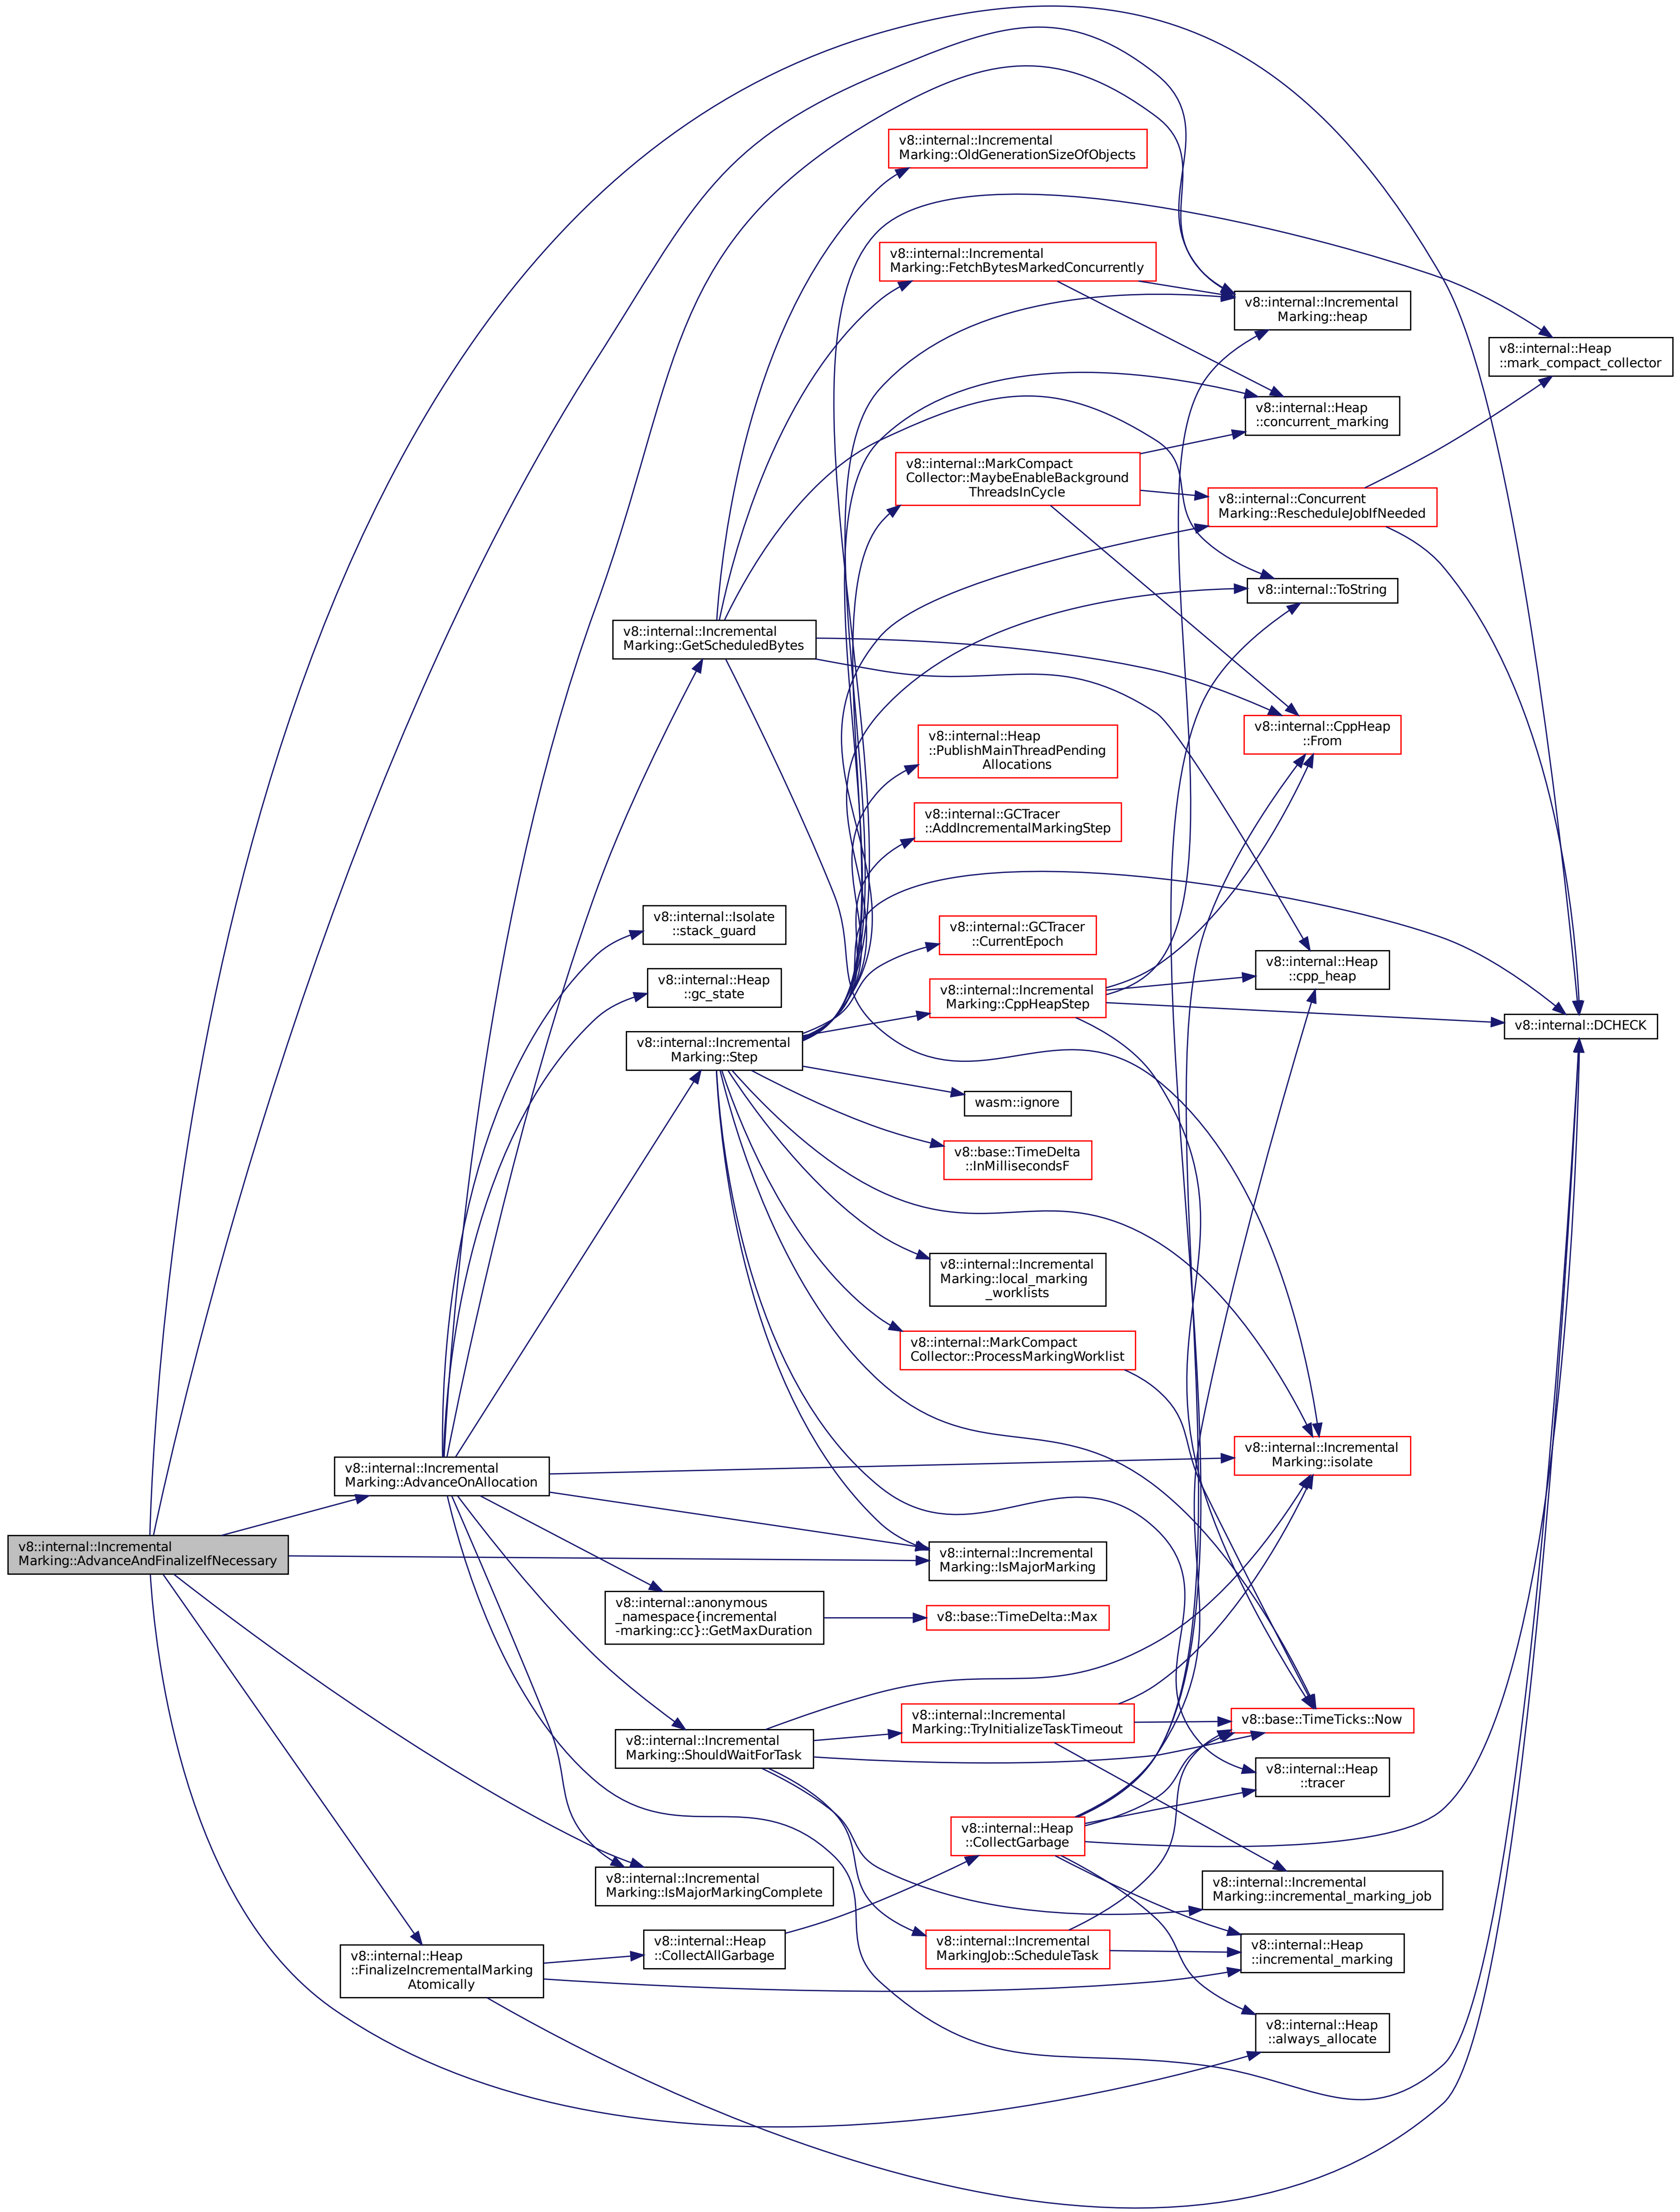 v8::internal::Incremental
Marking::OldGenerationSizeOfObjects
v8::internal::Incremental
Marking::FetchBytesMarkedConcurrently
v8::internal::Incremental
Marking::heap
v8::internal::Heap
::mark_compact_collector
v8::internal::Heap
::concurrent_marking
v8::internal::MarkCompact
Collector::MaybeEnableBackground
ThreadsInCycle
v8::internal::Concurrent
Marking::RescheduleJobIfNeeded
v8::internal::ToString
v8::internal::Incremental
Marking::GetScheduledBytes
v8::internal::CppHeap
::From
v8::internal::Heap
::PublishMainThreadPending
Allocations
v8::internal::GCTracer
::AddIncrementalMarkingStep
v8::internal::Isolate
::stack_guard
v8::internal::GCTracer
::CurrentEpoch
v8::internal::Heap
::cpp_heap
v8::internal::Heap
::gc_state
v8::internal::Incremental
Marking::CppHeapStep
v8::internal::DCHECK
v8::internal::Incremental
Marking::Step
wasm::ignore
v8::base::TimeDelta
::InMillisecondsF
v8::internal::Incremental
Marking::local_marking
_worklists
v8::internal::MarkCompact
Collector::ProcessMarkingWorklist
v8::internal::Incremental
Marking::isolate
v8::internal::Incremental
Marking::AdvanceOnAllocation
v8::internal::Incremental
Marking::AdvanceAndFinalizeIfNecessary
v8::internal::Incremental
Marking::IsMajorMarking
v8::internal::anonymous
_namespace{incremental
-marking::cc}::GetMaxDuration
v8::base::TimeDelta::Max
v8::internal::Incremental
Marking::TryInitializeTaskTimeout
v8::base::TimeTicks::Now
v8::internal::Incremental
Marking::ShouldWaitForTask
v8::internal::Heap
::tracer
v8::internal::Heap
::CollectGarbage
v8::internal::Incremental
Marking::IsMajorMarkingComplete
v8::internal::Incremental
Marking::incremental_marking_job
v8::internal::Heap
::FinalizeIncrementalMarking
Atomically
v8::internal::Heap
::CollectAllGarbage
v8::internal::Incremental
MarkingJob::ScheduleTask
v8::internal::Heap
::incremental_marking
v8::internal::Heap
::always_allocate